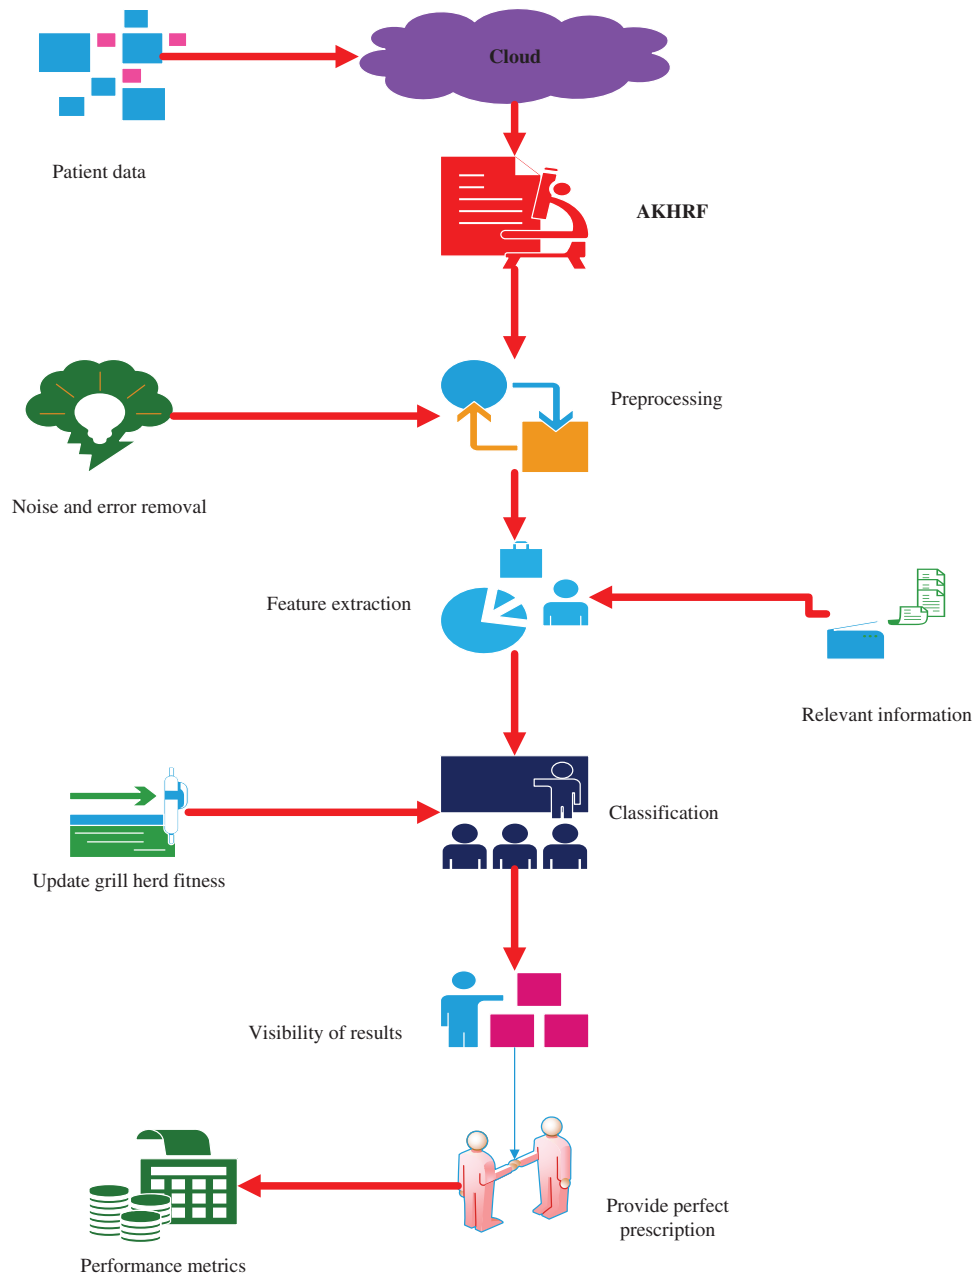 Cloud
Patient data
AKHRF
Preprocessing
Noise and error removal
Feature extraction
Relevant information
Classification
Update grill herd fitness
Visibility of results
Provide perfect
prescription
Performance metrics